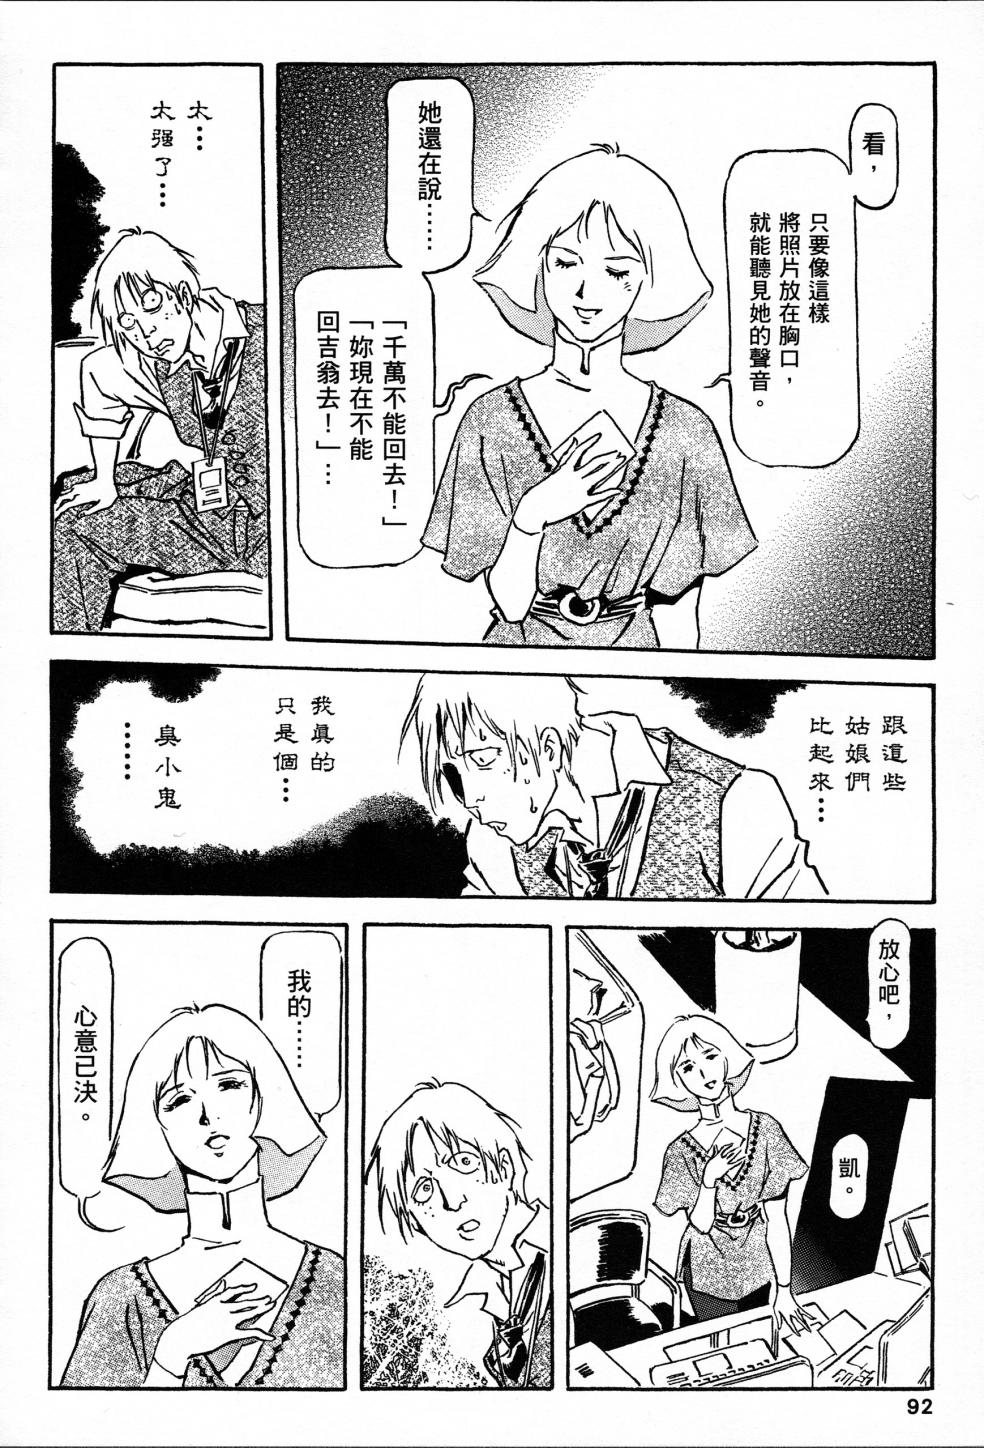 看，
只要像這樣
將照片放在胸口，
就能聽見她的聲音。
她還在說……
「千萬不能回去！」
「妳現在不能
回吉翁去！」…
太…
太强了…
跟這些
姑娘們
比起來…
我真的
只是個…
臭小鬼
……
放心吧，
凱。
我的……
心意已決。
92